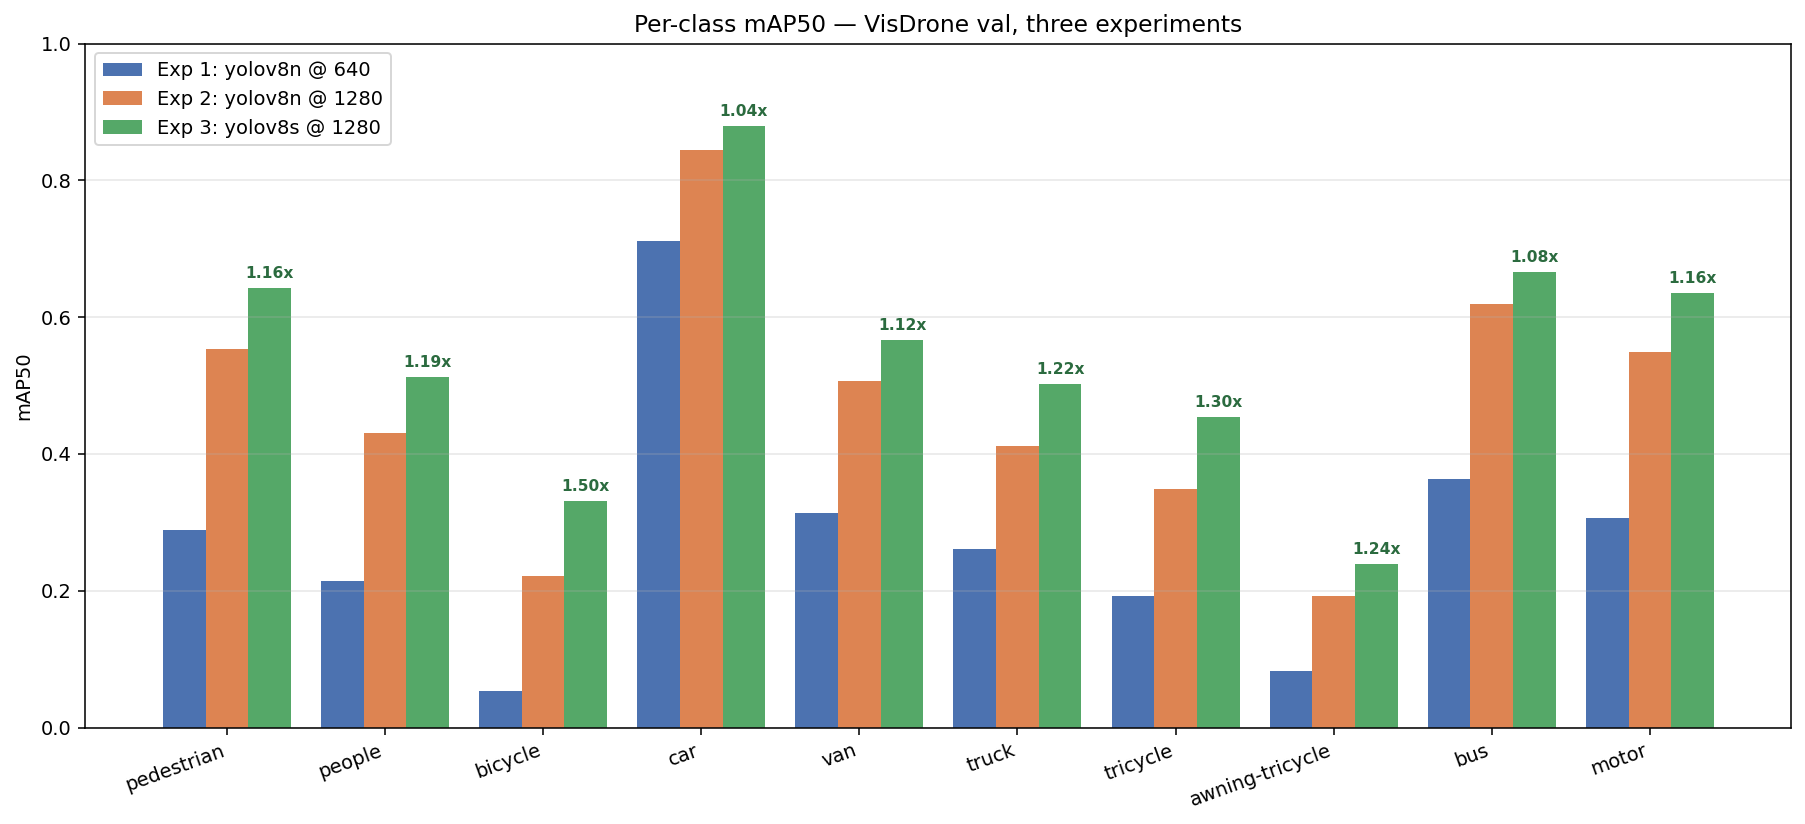 Per-class mAP50 — VisDrone val, three experiments
Exp 1: yolov8n @ 640
Exp 2: yolov8n @ 1280
Exp 3: yolov8s @ 1280
mAP50
1.0
0.8
0.6
0.4
0.2
0.0
1.16x
1.19x
1.50x
1.04x
1.12x
1.22x
1.30x
1.24x
1.08x
1.16x
pedestrian
people
bicycle
car
van
truck
tricycle
awning-tricycle
bus
motor